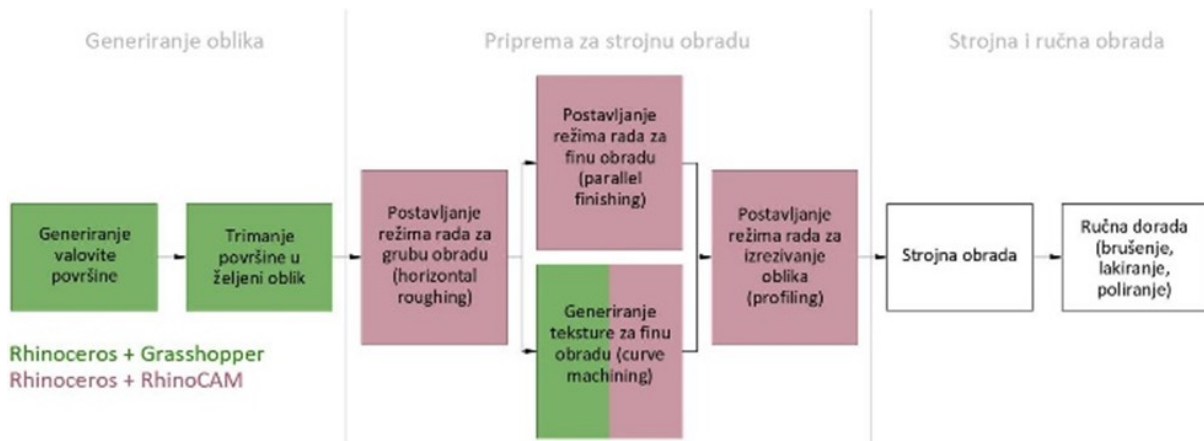 Generiranje oblika
Priprema za strojnu obradu
Strojna i ručna obrada
Generiranje
valovite
površine
Trimanje
površine u
željeni oblik
Postavljanje
režima rada za
grubu obradu
(horizontal
roughing)
Postavljanje
režima rada za
finu obradu
(parallel
finishing)
Generiranje
teksture za finu
obradu (curve
machining)
Postavljanje
režima rada za
izrezivanje
oblika
(profiling)
Strojna obrada
Ručna dorada
(brušenje,
lakiranje,
poliranje)
Rhinoceros + Grasshopper
Rhinoceros + RhinoCAM